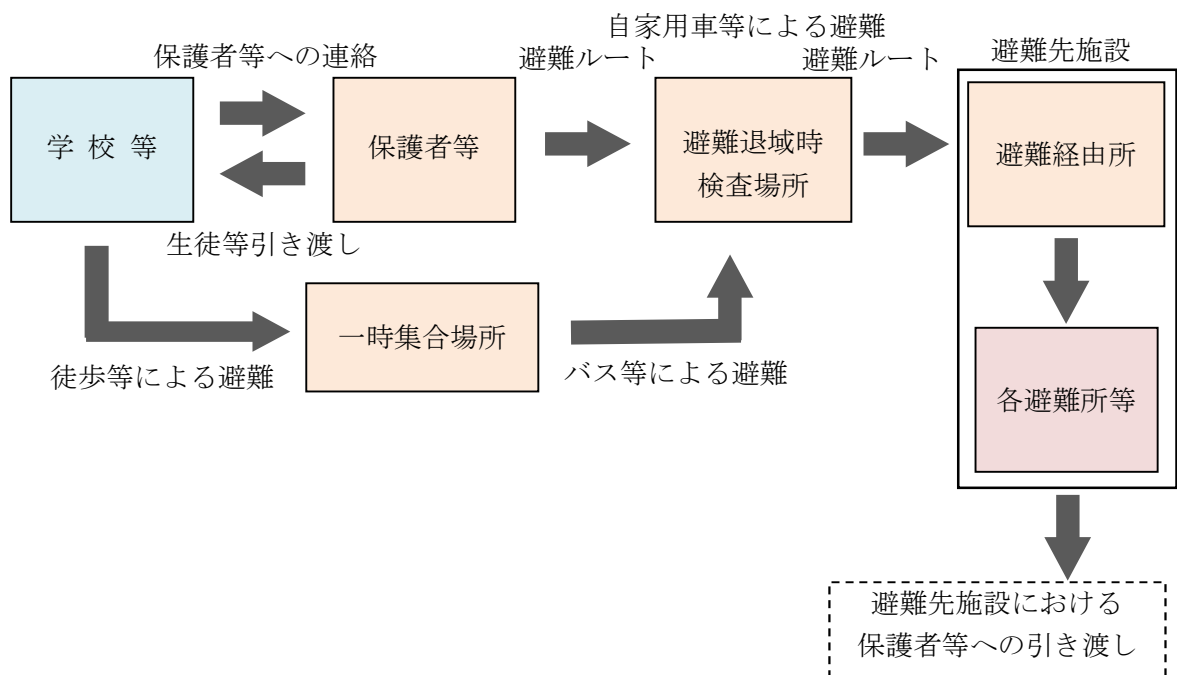 自家用車等による避難
保護者等への連絡
避難ルート
避難ルート
避難先施設
学校等
保護者等
避難退域時
検査場所
避難経由所
生徒等引き渡し
一時集合場所
徒歩等による避難
バス等による避難
各避難所等
避難先施設における
保護者等への引き渡し